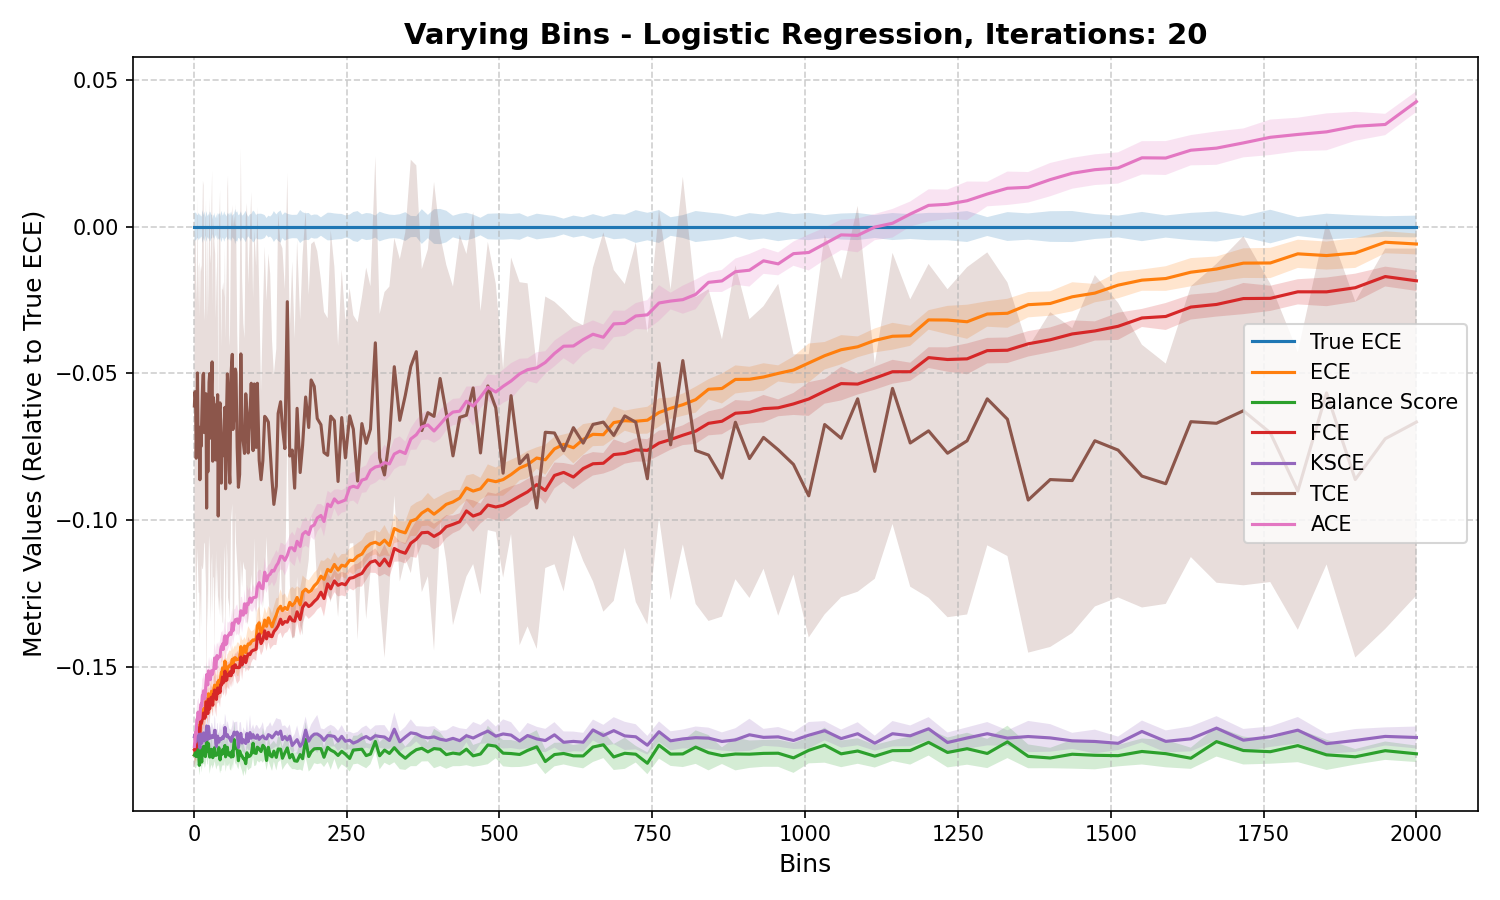 Varying Bins - Logistic Regression, Iterations: 20
Metric Values (Relative to True ECE)
0.05
0.00
−0.05
−0.10
−0.15
True ECE
ECE
Balance Score
FCE
KSCE
TCE
ACE
0 250 500 750 1000 1250 1500 1750 2000
Bins